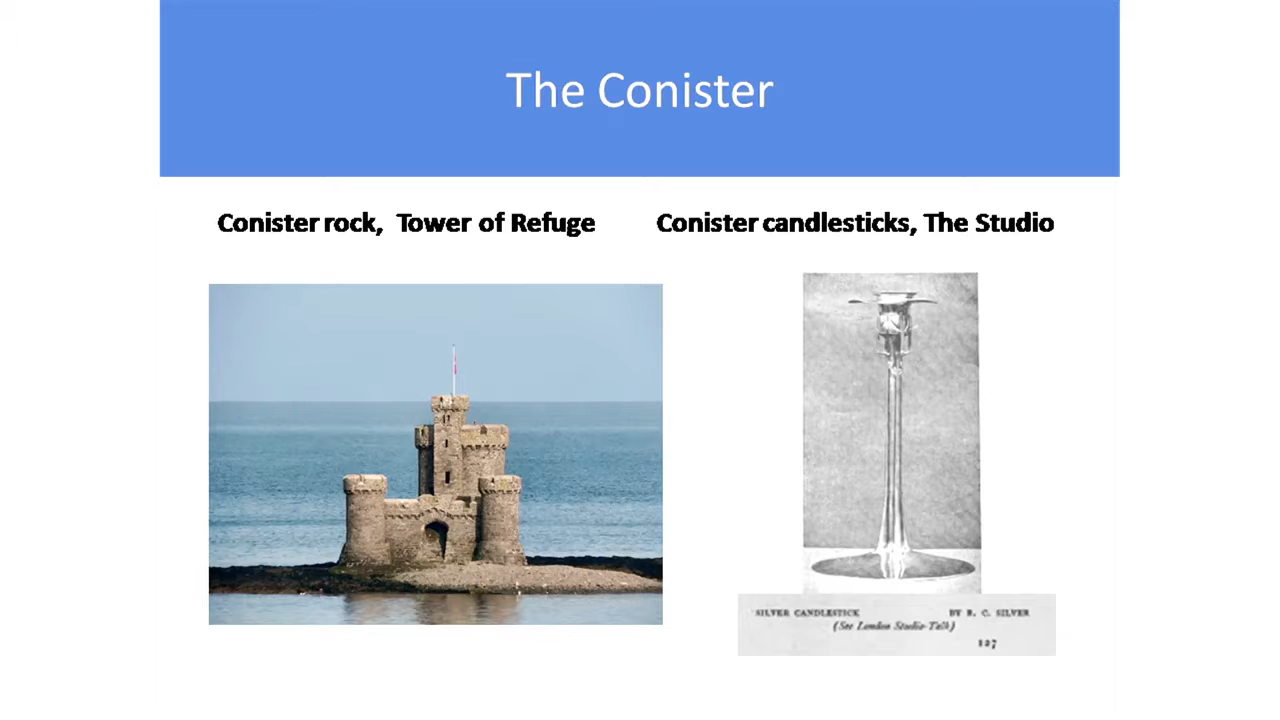 The Conister
Conister rock, Tower of Refuge
Conister candlesticks, The Studio
SILVER CANDLESTICK BY R. C. SILVER
(See London Studio-Talk)
127